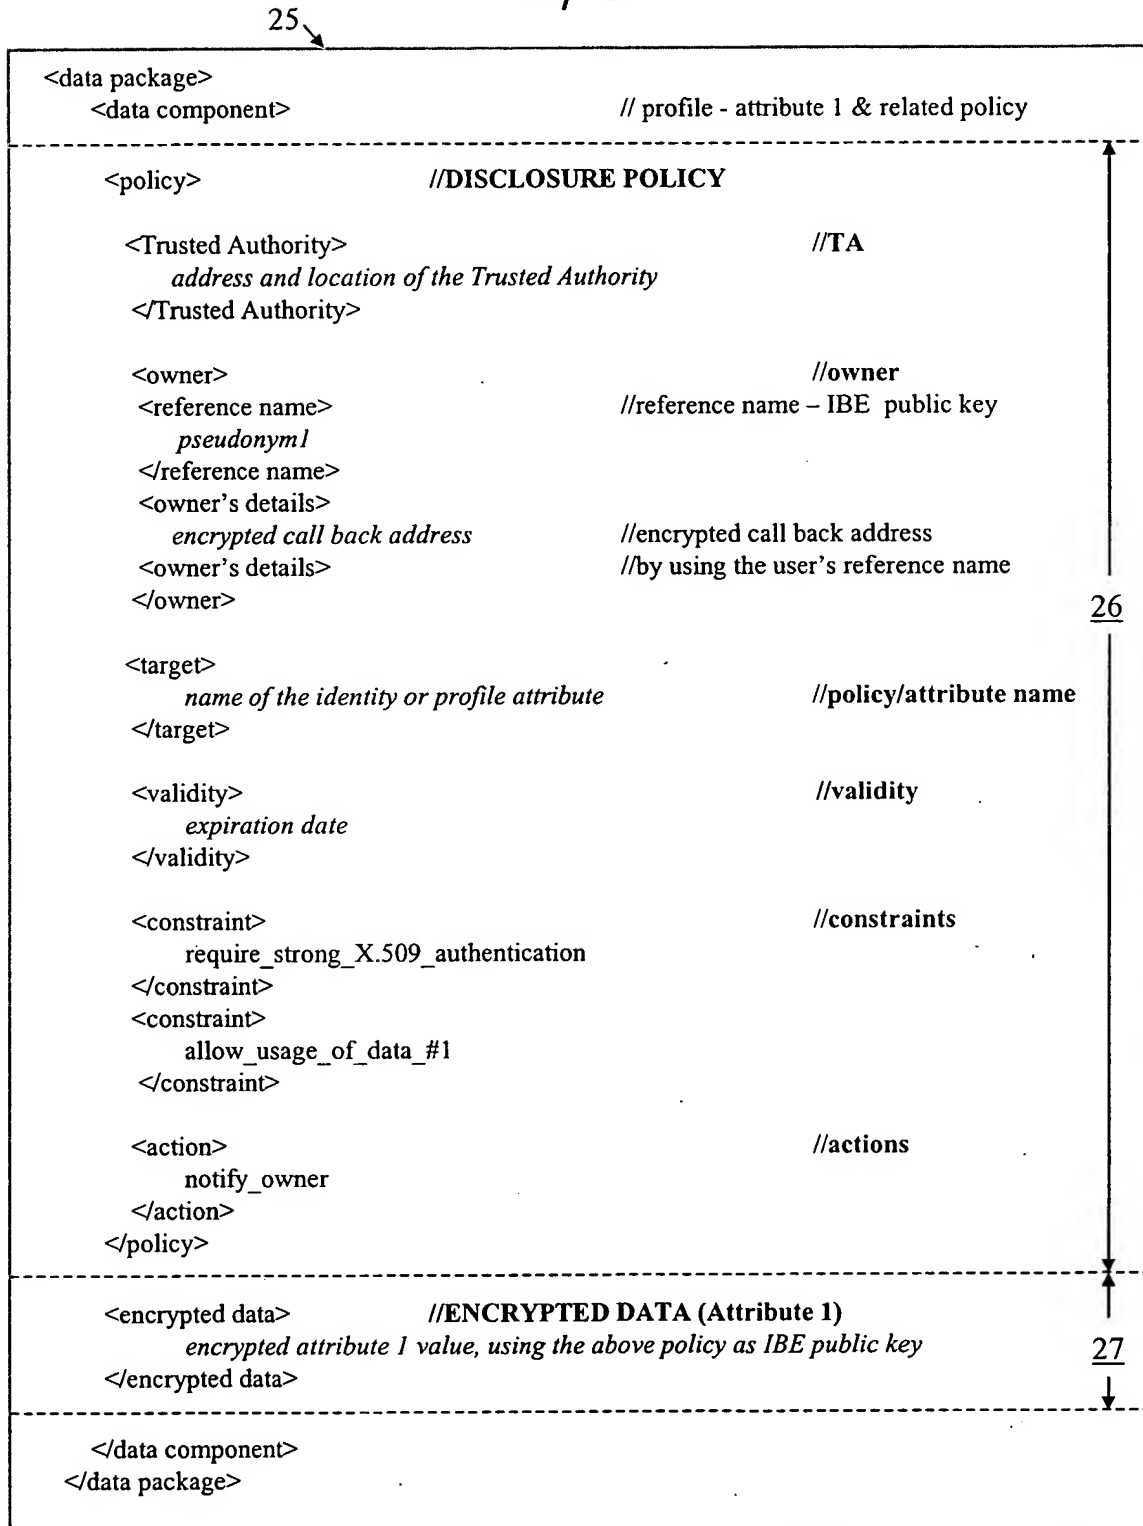 25
<data package>
<data component> // profile - attribute 1 & related policy
<policy> //DISCLOSURE POLICY
<Trusted Authority> //TA
address and location of the Trusted Authority
</Trusted Authority>
<owner> //owner
<reference name> //reference name – IBE public key
pseudonym1
</reference name>
<owner's details>
encrypted call back address //encrypted call back address
<owner's details> //by using the user's reference name
</owner>
26
<target>
name of the identity or profile attribute //policy/attribute name
</target>
<validity> //validity
expiration date
</validity>
<constraint> //constraints
require_strong_X.509_authentication
</constraint>
<constraint>
allow_usage_of_data_#1
</constraint>
<action> //actions
notify_owner
</action>
</policy>
<encrypted data> //ENCRYPTED DATA (Attribute 1)
encrypted attribute 1 value, using the above policy as IBE public key
27
</encrypted data>
</data component>
</data package>